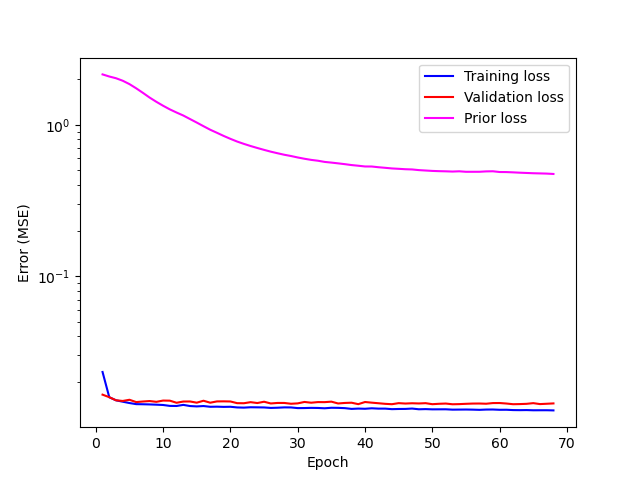 Training loss
Validation loss
Prior loss
10⁰
10⁻¹
Error (MSE)
0 10 20 30 40 50 60 70
Epoch